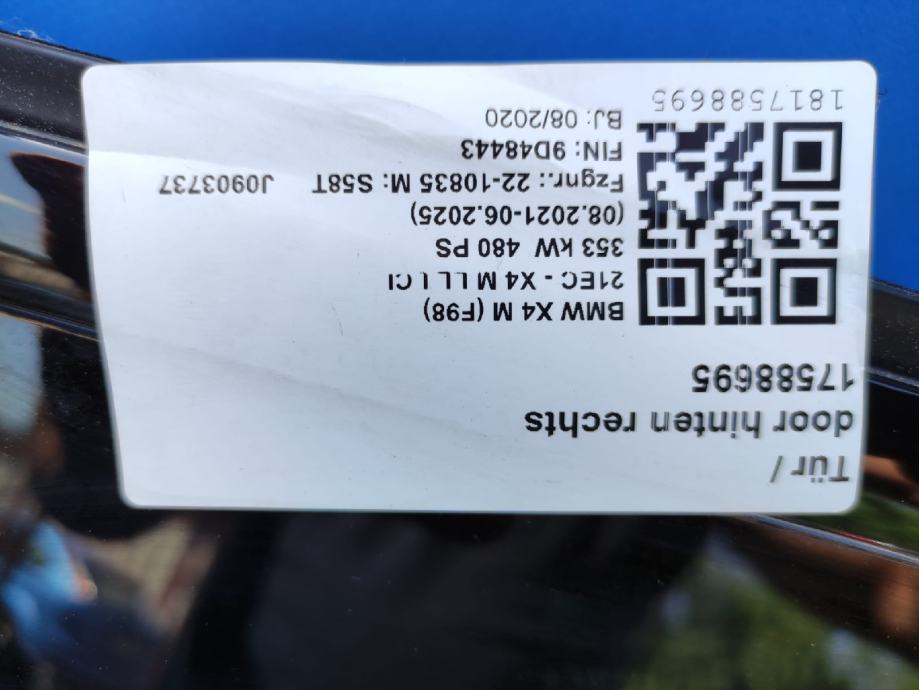 Tür /
door hinten rechts
17588695
BMW X4 M (F98)
21EC - X4 M LL LCI
353 kW 480 PS
(08.2021-06.2025)
Fzgnr.: 22-10835 M: S58T J0903737
FIN: 9D48443
BJ: 08/2020
1817588695